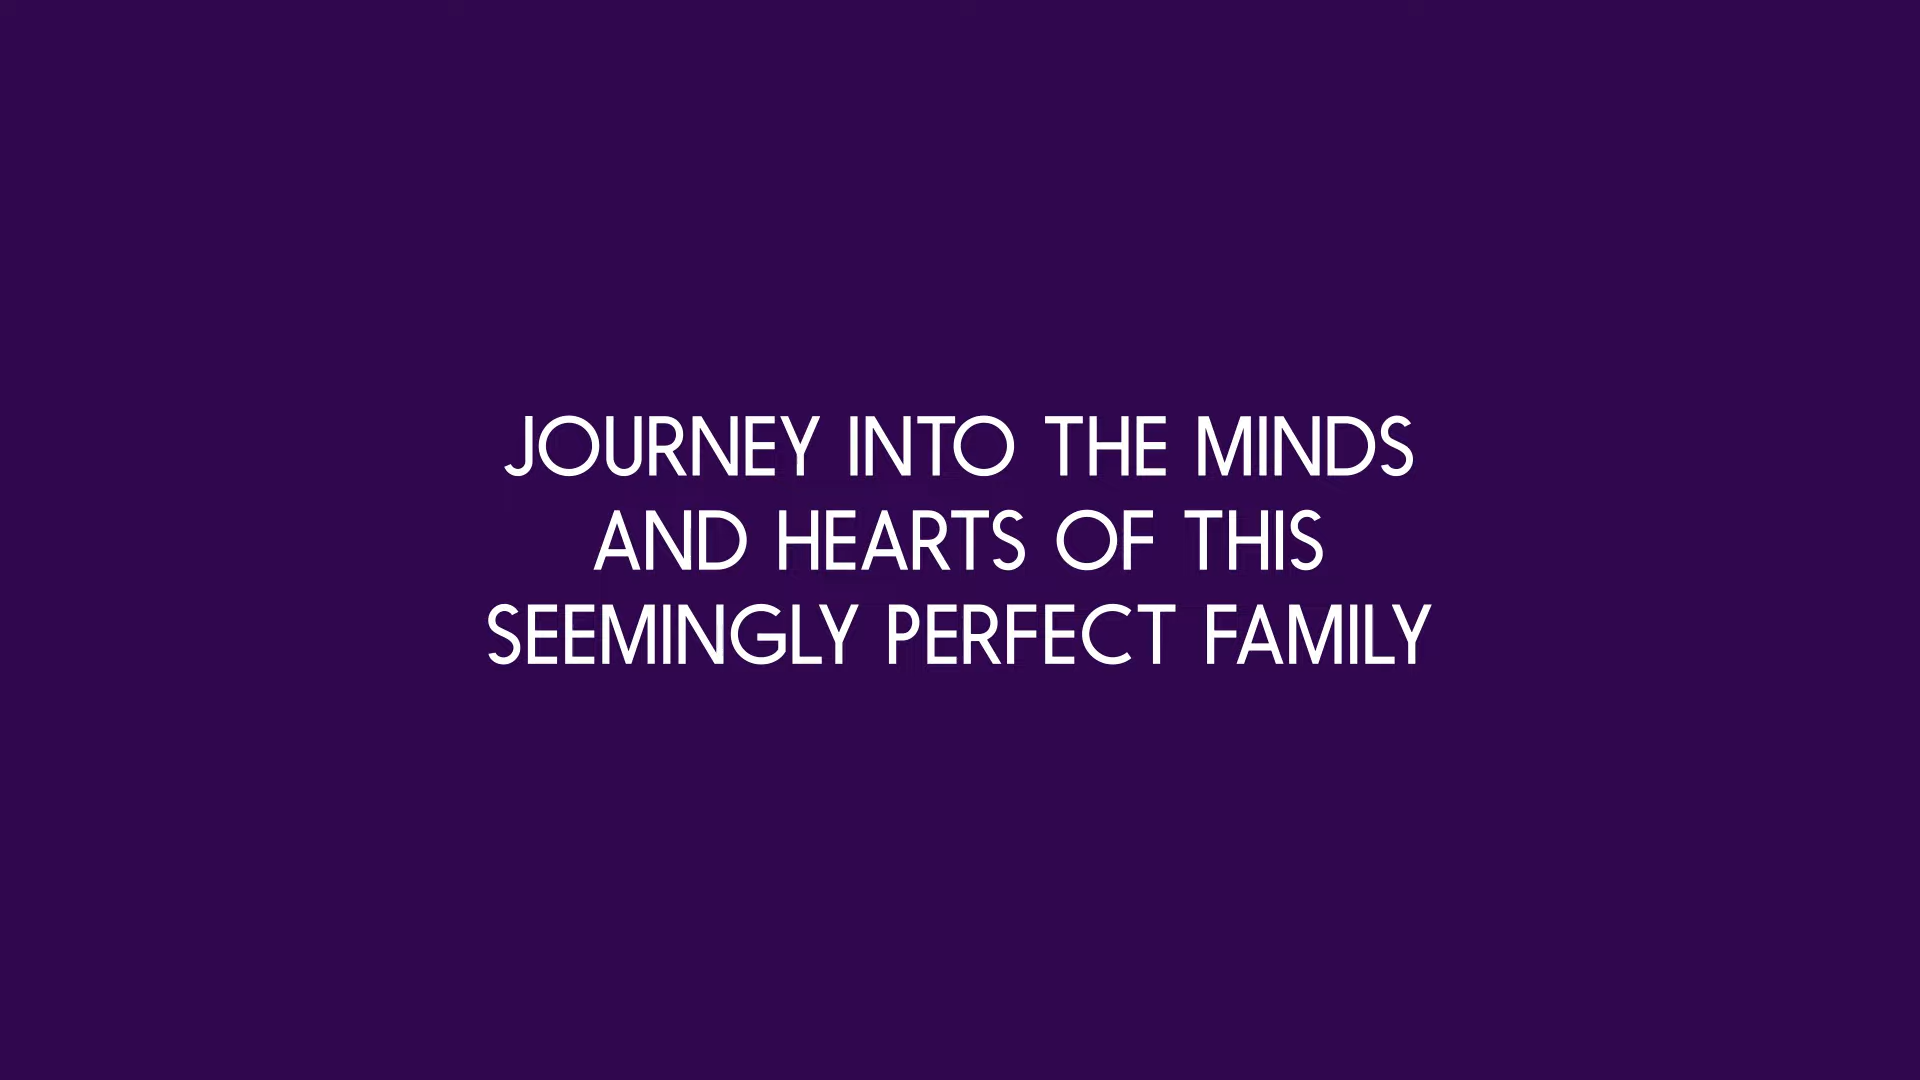 JOURNEY INTO THE MINDS
AND HEARTS OF THIS
SEEMINGLY PERFECT FAMILY